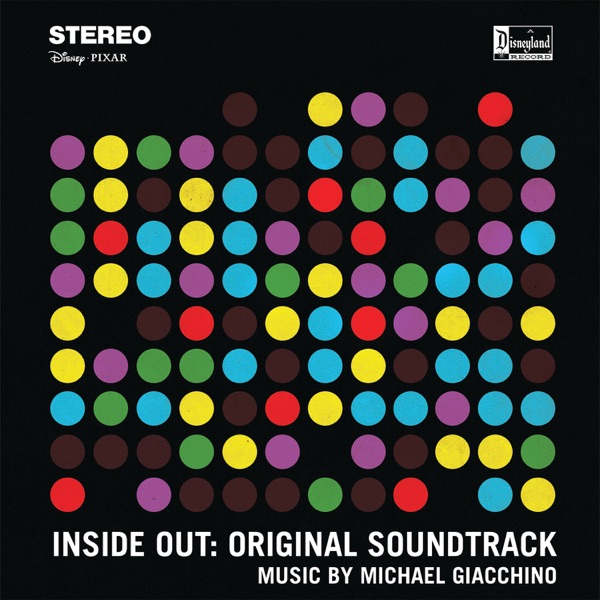 STEREO
Disney · PIXAR
Disneyland
RECORD
INSIDE OUT: ORIGINAL SOUNDTRACK
MUSIC BY MICHAEL GIACCHINO